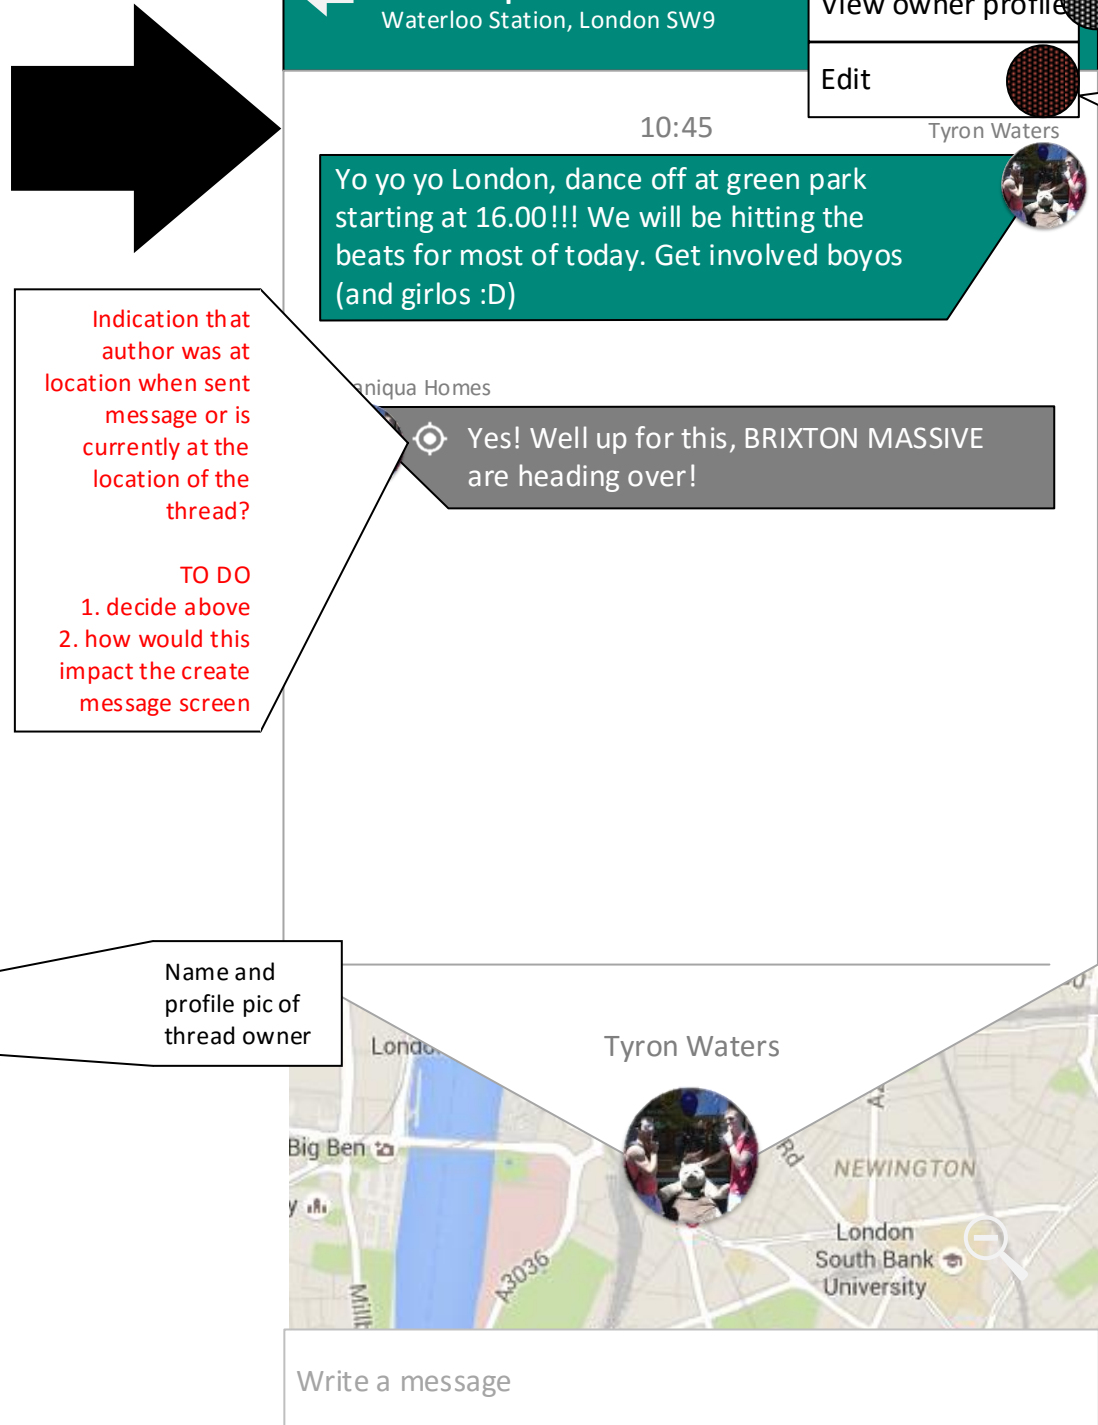 Waterloo Station, London SW9
View owner profile
Edit
10:45
Tyron Waters
Yo yo yo London, dance off at green park
starting at 16.00!!! We will be hitting the
beats for most of today. Get involved boyos
(and girlos :D)
Indication that
author was at
location when sent
message or is
currently at the
location of the
thread?
TO DO
1. decide above
2. how would this
impact the create
message screen
aniqua Homes
Yes! Well up for this, BRIXTON MASSIVE
are heading over!
Name and
profile pic of
thread owner
Tyron Waters
Big Ben
Rd
NEWINGTON
London
South Bank
University
A3036
Write a message